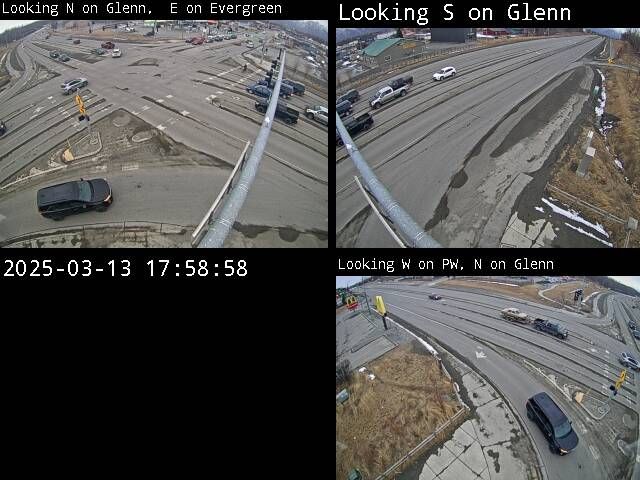 Looking N on Glenn,  E on Evergreen
Looking S on Glenn
2025-03-13 17:58:58
Looking W on PW, N on Glenn